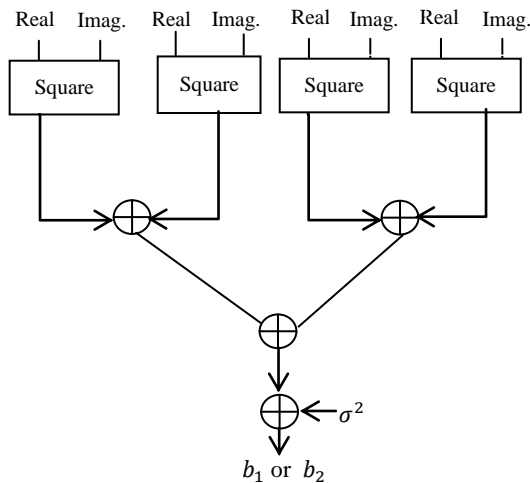 Real Imag. Real Imag. Real Imag. Real Imag.
Square Square Square Square
σ²
b₁ or b₂